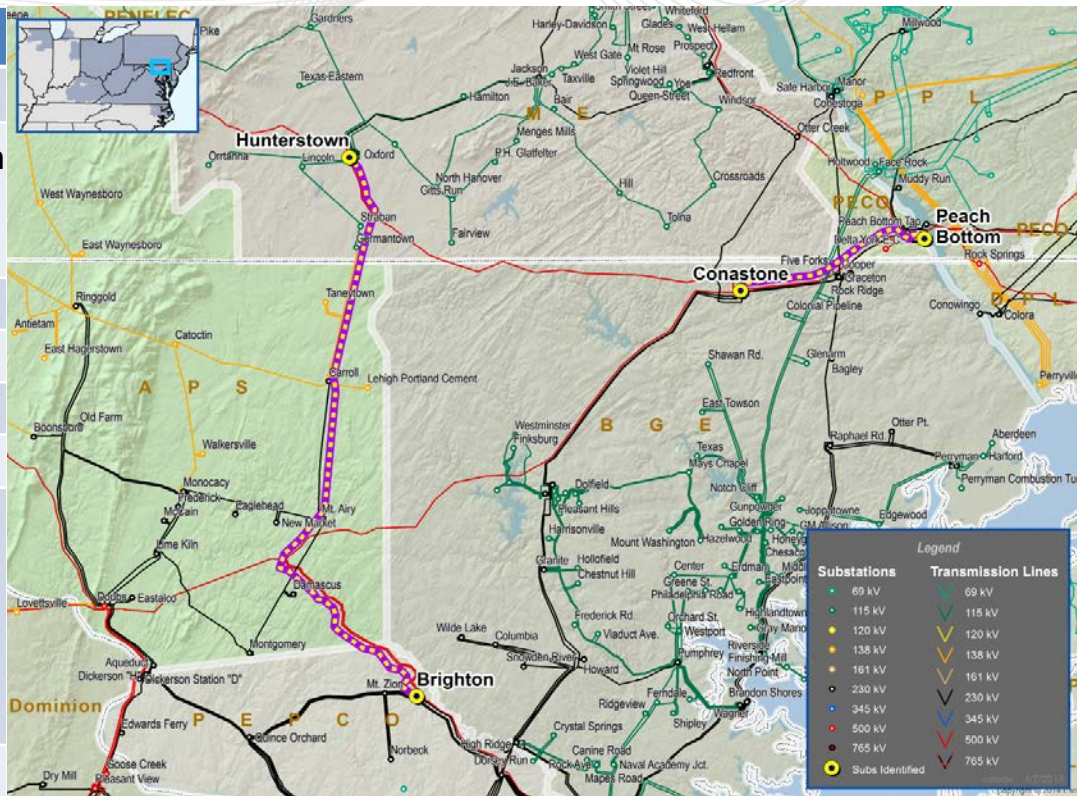 PENELEC
Pike
Gardners
Harley-Davidson
Smith Street
Glades
Whiteford
West Hellam
Millwood
West Gate
Mt Rose
Prospect
Texas Eastern
Jackson
Taxville
Violet Hill
Springwood
Yoe
Redfront
J.E. Baker
Queen-Street
Windsor
Safe Harbor
Manor
Conestoga
P P L
Hamilton
Bair
M E
Otter Creek
Hunterstown
Menges Mills
Orrtanna
Lincoln
Oxford
P.H. Glatfelter
Holtwood
Face Rock
Muddy Run
North Hanover
Gitts Run
Hill
Crossroads
West Waynesboro
Straban
Tolna
PECO
Peach
Bottom
Peach Bottom Tap
PECO
East Waynesboro
Germantown
Fairview
Five Forks
Cooper
Rock Springs
Conastone
Graceton
Rock Ridge
D P L
Ringgold
Taneytown
Colonial Pipeline
Conowingo
Colora
Antietam
East Hagerstown
Catoctin
Shawan Rd.
Glenarm
Bagley
Carroll
Lehigh Portland Cement
Perryville
A P S
East Towson
Old Farm
Boonsboro
Walkersville
Westminster
Finksburg
B G E
Texas
Otter Pt.
Raphael Rd.
Aberdeen
Harford
Perryman
Mays Chapel
Monocacy
Frederick
Dolfield
Notch Cliff
Perryman Combustion Tu
McCain
Eaglehead
Mt. Airy
Pleasant Hills
Gunpowder
Joppatowne
Edgewood
New Market
Harrisonville
Golden Ring
Lime Kiln
Mount Washington
Hazelwood
Granite
Hollofield
Chestnut Hill
Center
Erdman
Greene St.
Philadelphia Road
Damascus
Lovettsville
Doubs
Eastalco
Frederick Rd.
Orchard St.
Highlandtown
Westport
Gray Manor
Wilde Lake
Columbia
Viaduct Ave.
Pumphrey
Riverside
Finishing Mill
Montgomery
Snowden River
Howard
North Point
Aqueduct
Dickerson Station "D"
Mt. Zion
Brighton
Ferndale
Brandon Shores
Dominion
Ridgeview
Shipley
Wagner
P E P C O
Edwards Ferry
Crystal Springs
Quince Orchard
Norbeck
High Ridge
Canine Road
Goose Creek
Dorsey Run
Rock Ave.
Naval Academy Jct.
Dry Mill
Pleasant View
Mapes Road
Legend
Substations Transmission Lines
69 kV 69 kV
115 kV 115 kV
120 kV 120 kV
138 kV 138 kV
161 kV 161 kV
230 kV 230 kV
345 kV 345 kV
500 kV 500 kV
765 kV 765 kV
Subs Identified